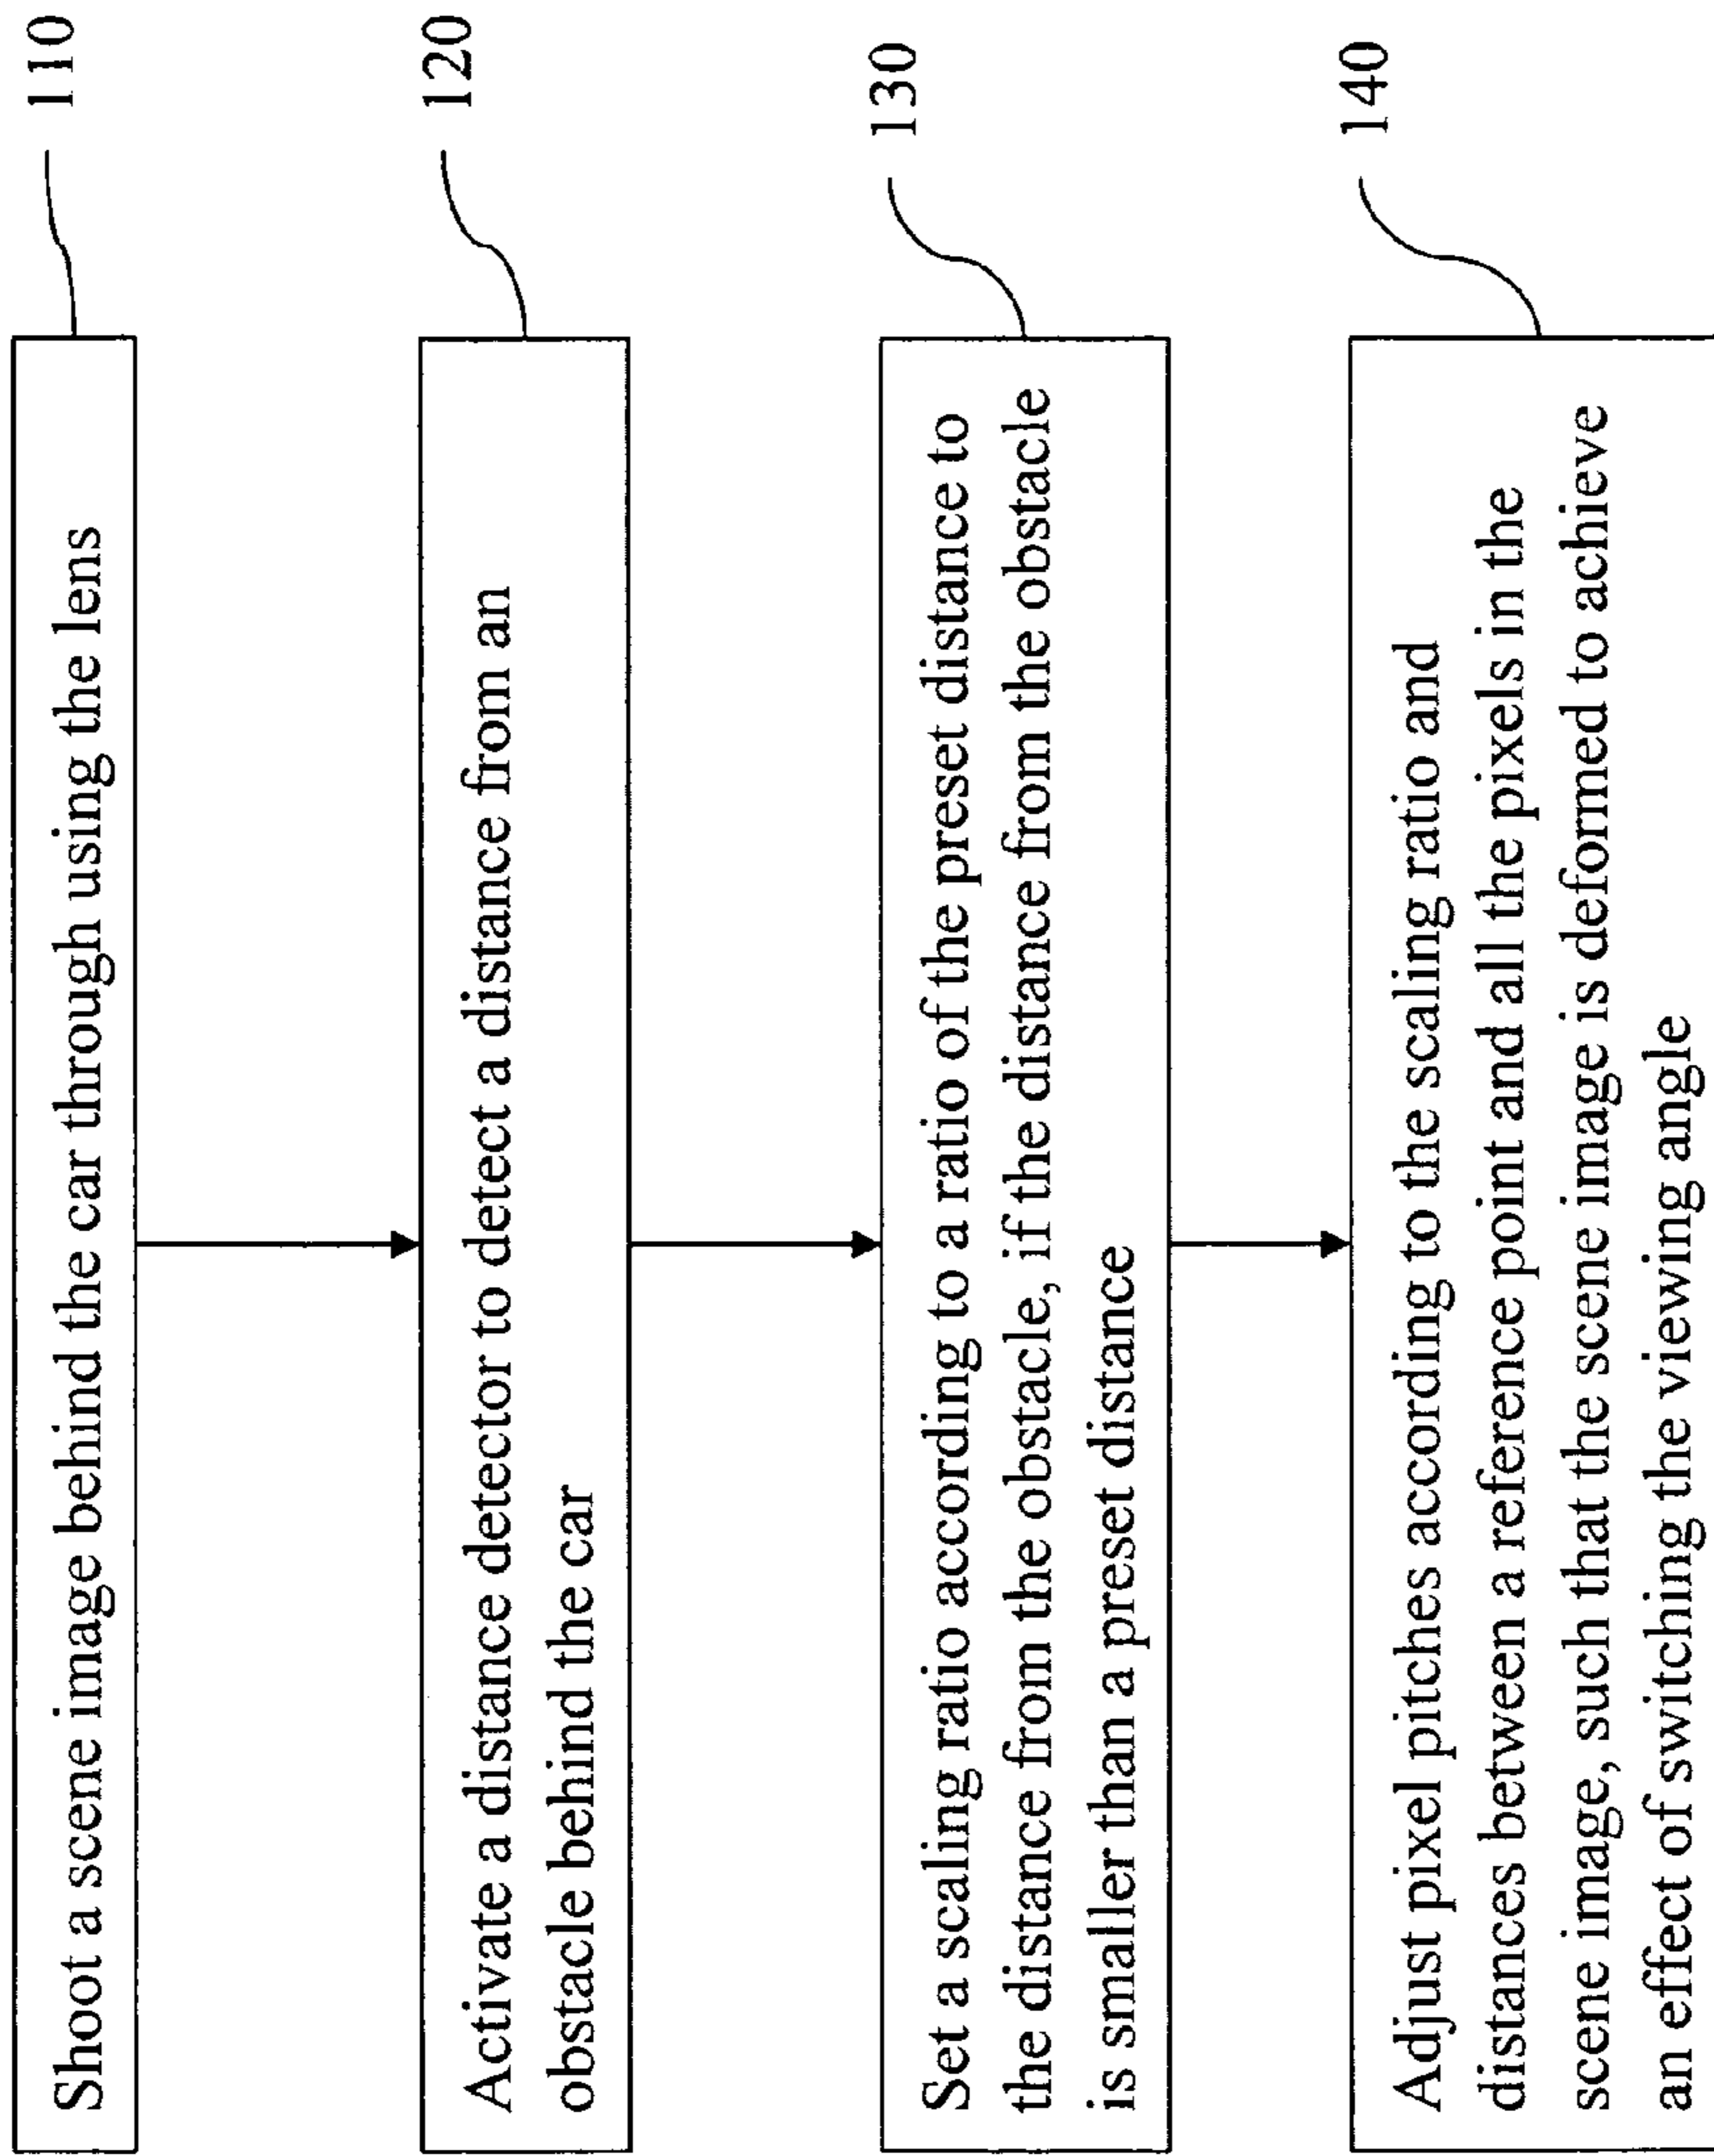 Shoot a scene image behind the car through using the lens
110
Activate a distance detector to detect a distance from an
obstacle behind the car
120
Set a scaling ratio according to a ratio of the preset distance to
the distance from the obstacle, if the distance from the obstacle
is smaller than a preset distance
130
Adjust pixel pitches according to the scaling ratio and
distances between a reference point and all the pixels in the
scene image, such that the scene image is deformed to achieve
an effect of switching the viewing angle
140